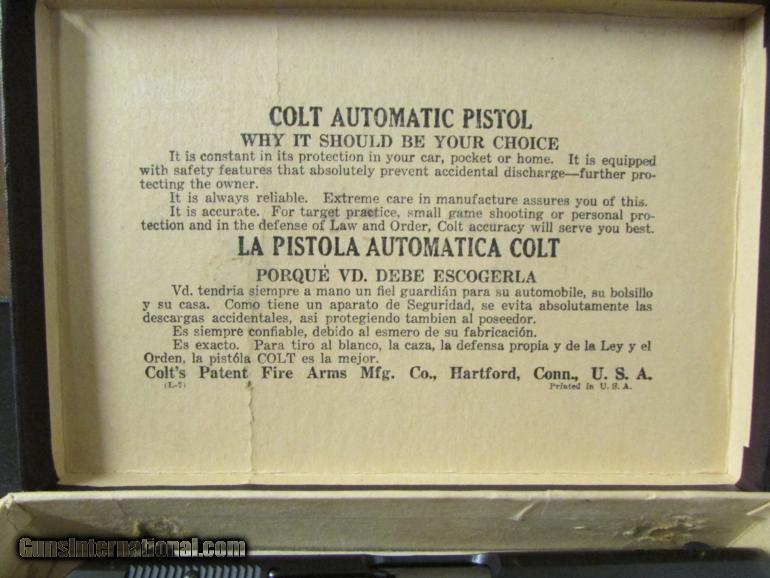 COLT AUTOMATIC PISTOL
WHY IT SHOULD BE YOUR CHOICE
It is constant in its protection in your car, pocket or home. It is equipped
with safety features that absolutely prevent accidental discharge—further pro-
tecting the owner.
It is always reliable. Extreme care in manufacture assures you of this.
It is accurate. For target practice, small game shooting or personal pro-
tection and in the defense of Law and Order, Colt accuracy will serve you best.
LA PISTOLA AUTOMATICA COLT
PORQUÉ VD. DEBE ESCOGERLA
Vd. tendria siempre a mano un fiel guardián para su automobile, su bolsillo
y su casa. Como tiene un aparato de Seguridad, se evita absolutamente las
descargas accidentales, asi protegiendo tambien al poseedor.
Es siempre confiable, debido al esmero de su fabricación.
Es exacto. Para tiro al blanco, la caza, la defensa propia y de la Ley y el
Orden, la pistóla COLT es la mejor.
Colt's Patent Fire Arms Mfg. Co., Hartford, Conn., U. S. A.
(L-7) Printed in U. S. A.
GunsInternational.com